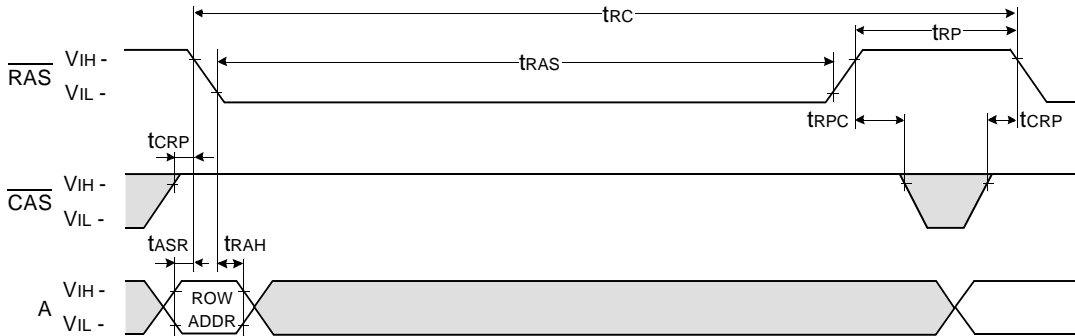 tRC
tRP
RAS VIH -
VIL -
tRAS
tRPC
tCRP
tCRP
CAS VIH -
VIL -
tASR
tRAH
A VIH -
VIL -
ROW
ADDR